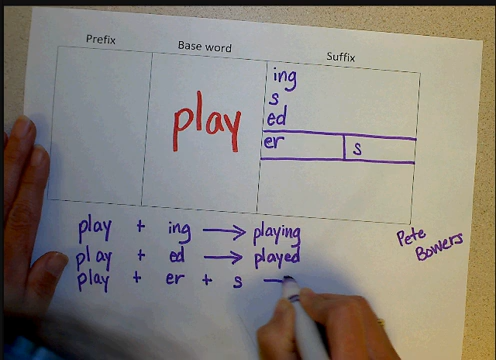 Prefix Base word Suffix
ing
s
play
ed
er s
play + ing → playing
play + ed → played
play + er + s
Pete
Bowers